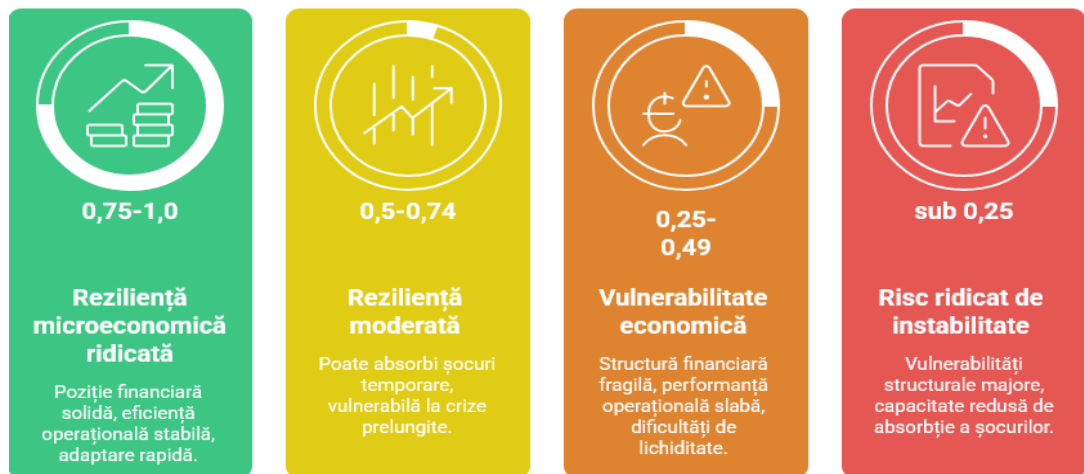 0,75-1,0
Reziliență
microeconomică
ridicată
Poziție financiară
solidă, eficiență
operațională stabilă,
adaptare rapidă.
0,5-0,74
Reziliență
moderată
Poate absorbi șocuri
temporare,
vulnerabilă la crize
prelungite.
0,25-
0,49
Vulnerabilitate
economică
Structură financiară
fragilă, performanță
operațională slabă,
dificultăți de
lichiditate.
sub 0,25
Risc ridicat de
instabilitate
Vulnerabilități
structurale majore,
capacitate redusă de
absorbție a șocurilor.